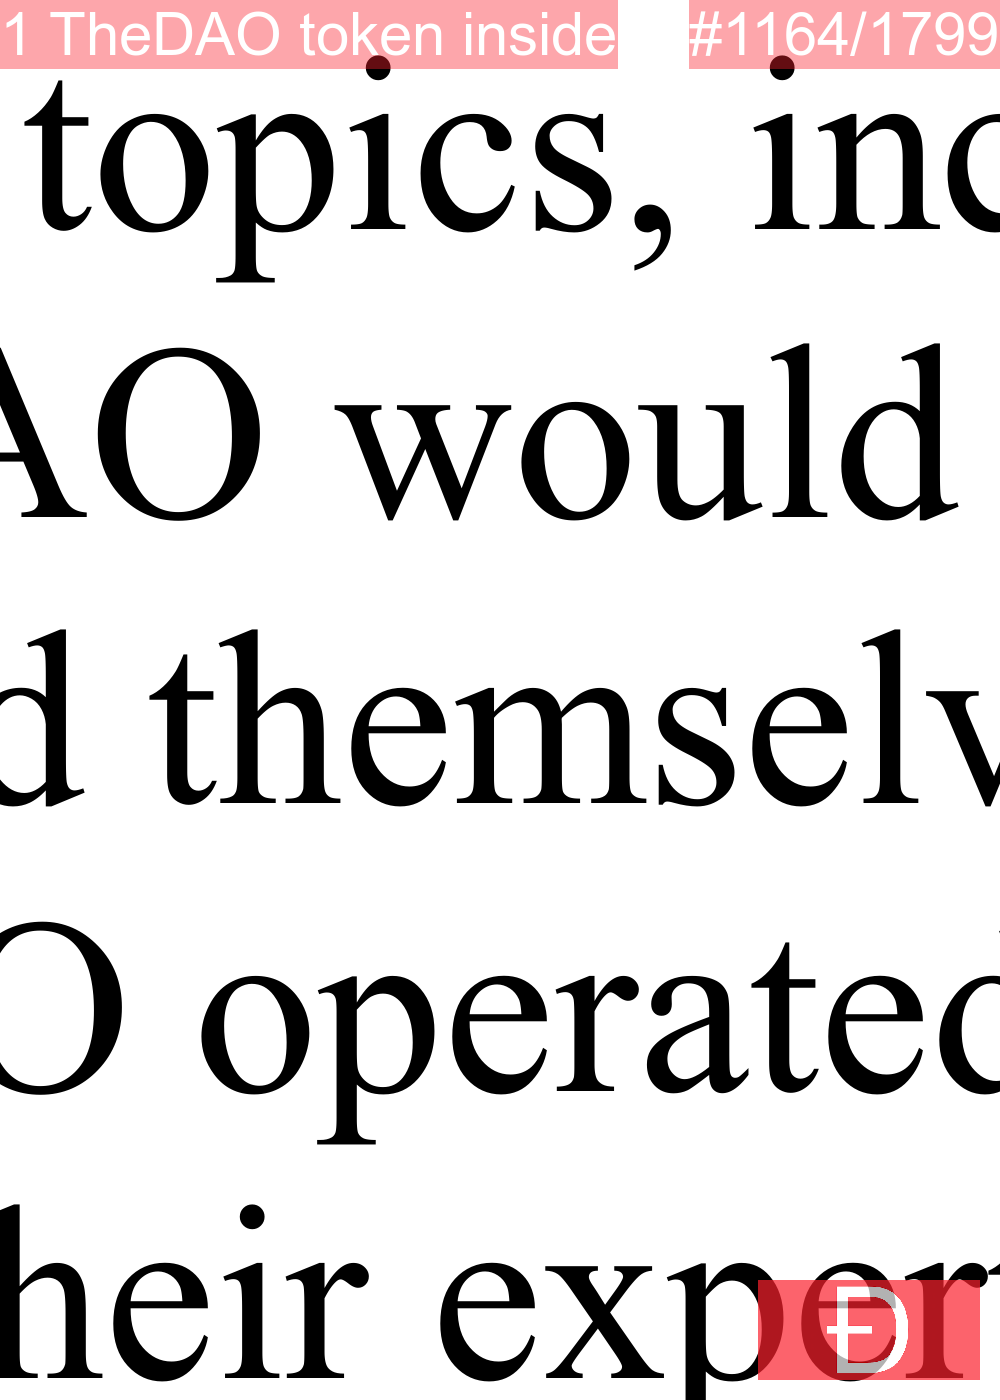 1 TheDAO token inside #1164/1799
topics, inc
AO would
d themselv
O operated
heir exper
Đ